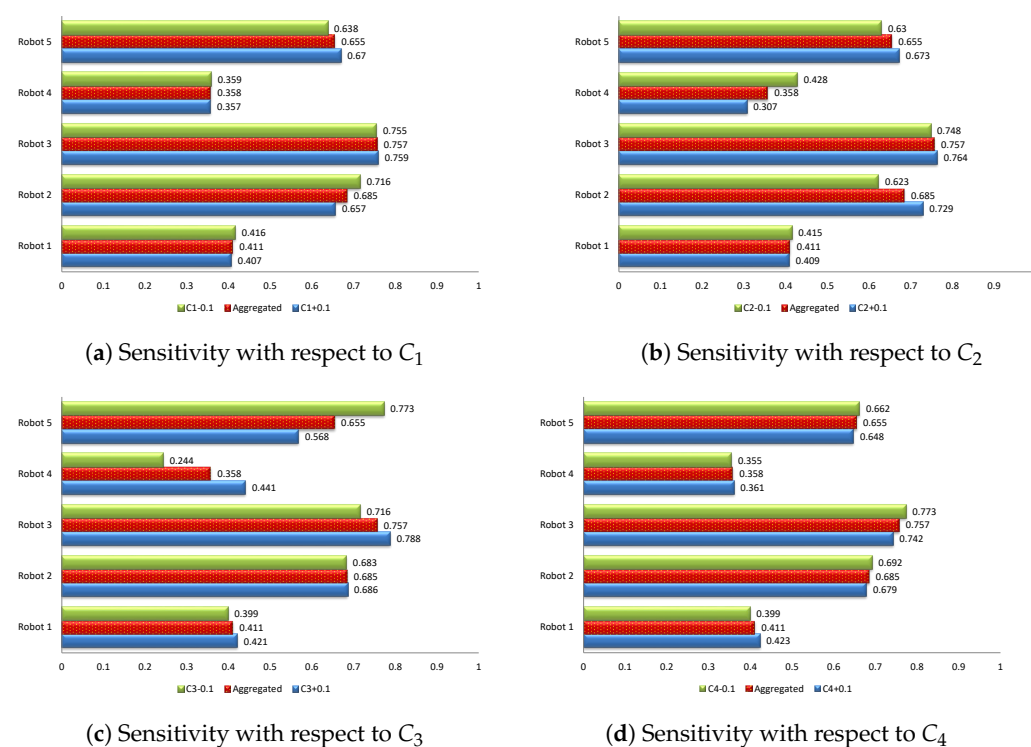 Robot 5
0.638
0.655
0.67
Robot 4
0.359
0.358
0.357
Robot 3
0.755
0.757
0.759
Robot 2
0.716
0.685
0.657
Robot 1
0.416
0.411
0.407
0 0.1 0.2 0.3 0.4 0.5 0.6 0.7 0.8 0.9 1
C1-0.1 Aggregated C1+0.1
(a) Sensitivity with respect to C1
Robot 5
0.63
0.655
0.673
Robot 4
0.428
0.358
0.307
Robot 3
0.748
0.757
0.764
Robot 2
0.623
0.685
0.729
Robot 1
0.415
0.411
0.409
0 0.1 0.2 0.3 0.4 0.5 0.6 0.7 0.8 0.9
C2-0.1 Aggregated C2+0.1
(b) Sensitivity with respect to C2
Robot 5
0.773
0.655
0.568
Robot 4
0.244
0.358
0.441
Robot 3
0.716
0.757
0.788
Robot 2
0.683
0.685
0.686
Robot 1
0.399
0.411
0.421
0 0.1 0.2 0.3 0.4 0.5 0.6 0.7 0.8 0.9 1
C3-0.1 Aggregated C3+0.1
(c) Sensitivity with respect to C3
Robot 5
0.662
0.655
0.648
Robot 4
0.355
0.358
0.361
Robot 3
0.773
0.757
0.742
Robot 2
0.692
0.685
0.679
Robot 1
0.399
0.411
0.423
0 0.1 0.2 0.3 0.4 0.5 0.6 0.7 0.8 0.9 1
C4-0.1 Aggregated C4+0.1
(d) Sensitivity with respect to C4